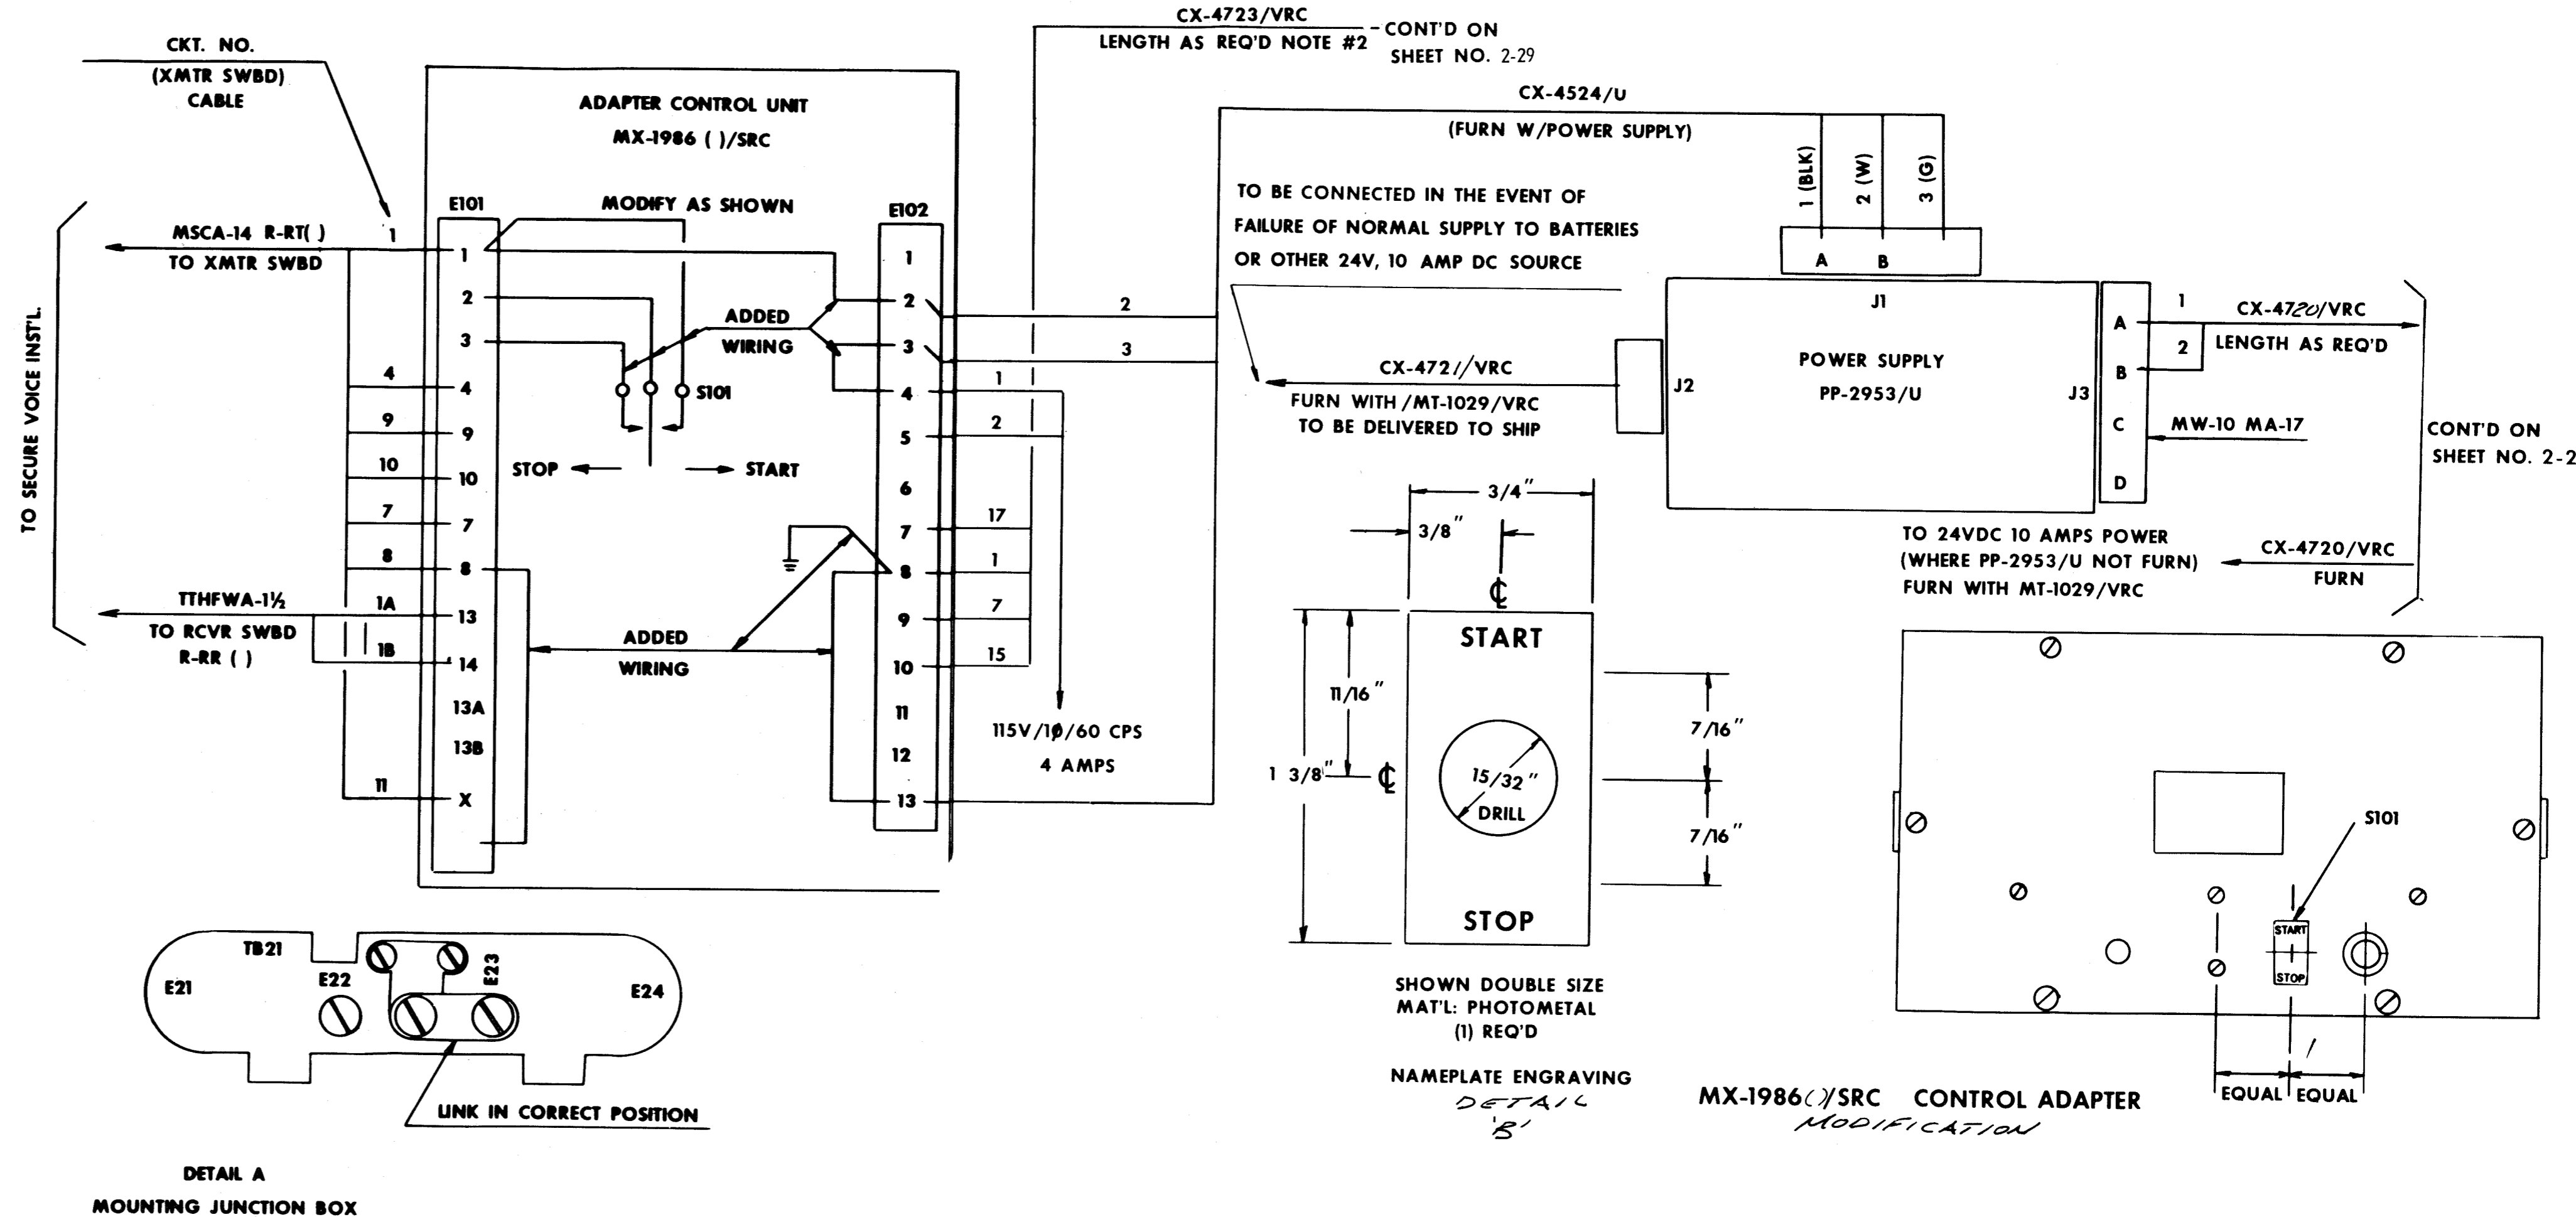 CKT. NO.
(XMTR SWBD)
CABLE
CX-4723/VRC
LENGTH AS REQ'D NOTE #2
CONT'D ON
SHEET NO. 2-29
ADAPTER CONTROL UNIT
MX-1986 ( )/SRC
CX-4524/U
(FURN W/POWER SUPPLY)
1 (BLK)
2 (W)
3 (G)
TO SECURE VOICE INST'L.
MSCA-14 R-RT( )
TO XMTR SWBD
1
4
9
10
7
8
1A
1B
11
TTHFWA-1½
TO RCVR SWBD
R-RR ( )
E101
1
2
3
4
9
10
7
8
13
14
13A
13B
X
MODIFY AS SHOWN
ADDED
WIRING
S101
STOP
START
ADDED
WIRING
E102
1
2
3
4
5
6
7
8
9
10
11
12
13
2
3
1
2
17
1
7
15
115V/1Ø/60 CPS
4 AMPS
TO BE CONNECTED IN THE EVENT OF
FAILURE OF NORMAL SUPPLY TO BATTERIES
OR OTHER 24V, 10 AMP DC SOURCE
CX-4721/VRC
FURN WITH /MT-1029/VRC
TO BE DELIVERED TO SHIP
A
B
J1
J2
J3
POWER SUPPLY
PP-2953/U
A
B
C
D
1
2
CX-4720/VRC
LENGTH AS REQ'D
MW-10 MA-17
CONT'D ON
SHEET NO. 2-2
TO 24VDC 10 AMPS POWER
(WHERE PP-2953/U NOT FURN)
FURN WITH MT-1029/VRC
CX-4720/VRC
FURN
3/4"
3/8"
℄
START
11/16"
1 3/8"
℄
15/32"
DRILL
7/16"
7/16"
STOP
SHOWN DOUBLE SIZE
MAT'L: PHOTOMETAL
(1) REQ'D
NAMEPLATE ENGRAVING
DETAIL
'B'
S101
START
STOP
EQUAL
EQUAL
MX-1986()/SRC CONTROL ADAPTER
MODIFICATION
TB21
E21
E22
E23
E24
LINK IN CORRECT POSITION
DETAIL A
MOUNTING JUNCTION BOX